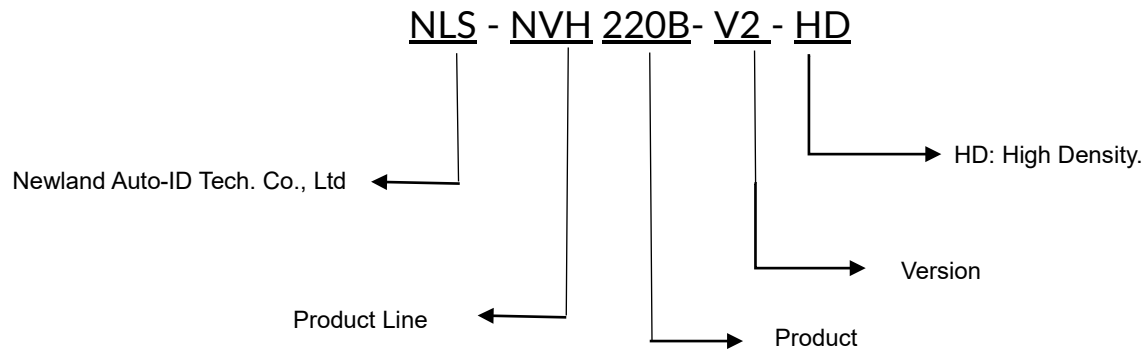 NLS - NVH 220B- V2 - HD
HD: High Density.
Newland Auto-ID Tech. Co., Ltd
Version
Product Line
Product